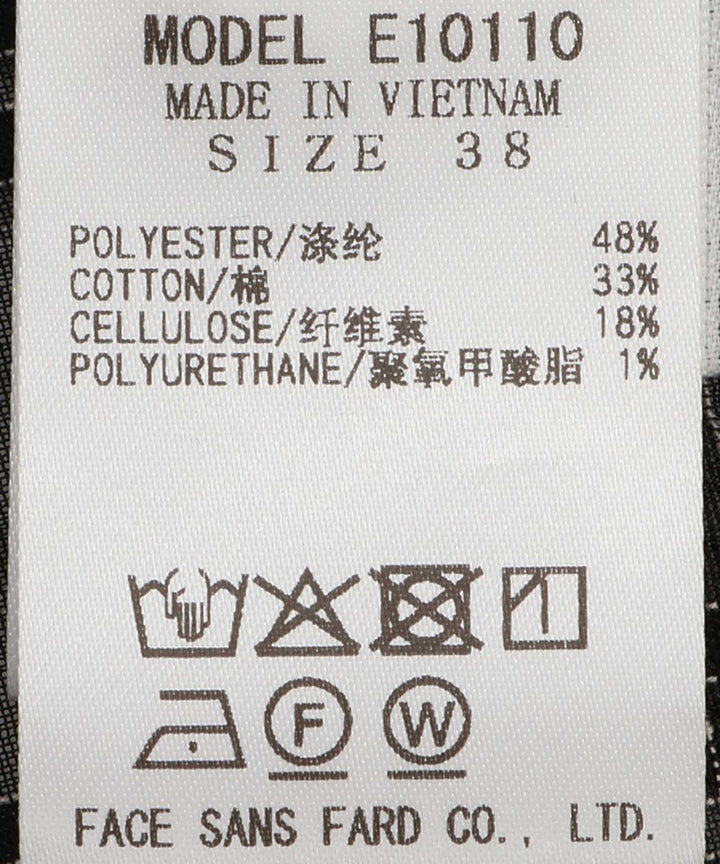 MODEL E10110
MADE IN VIETNAM
SIZE 38
POLYESTER/涤纶 48%
COTTON/棉 33%
CELLULOSE/纤维素 18%
POLYURETHANE/聚氧甲酸脂 1%
F W
FACE SANS FARD CO., LTD.